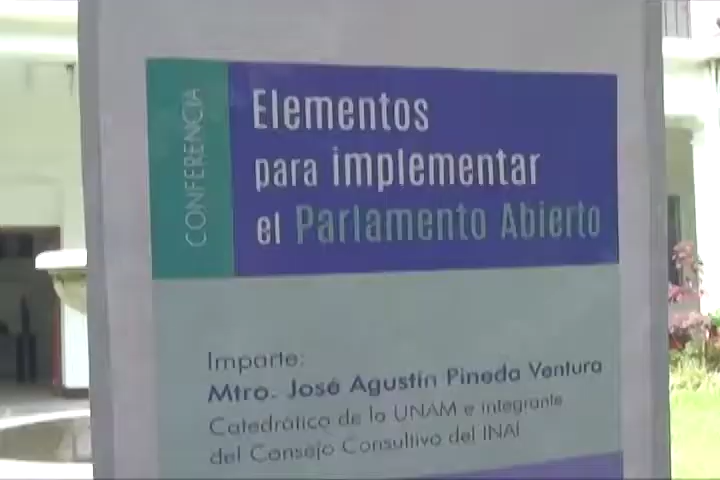 CONFERENCIA
Elementos
para implementar
el Parlamento Abierto
Imparte:
Mtro. José Agustín Pineda Ventura
Catedrático de la UNAM e integrante
del Consejo Consultivo del INAI